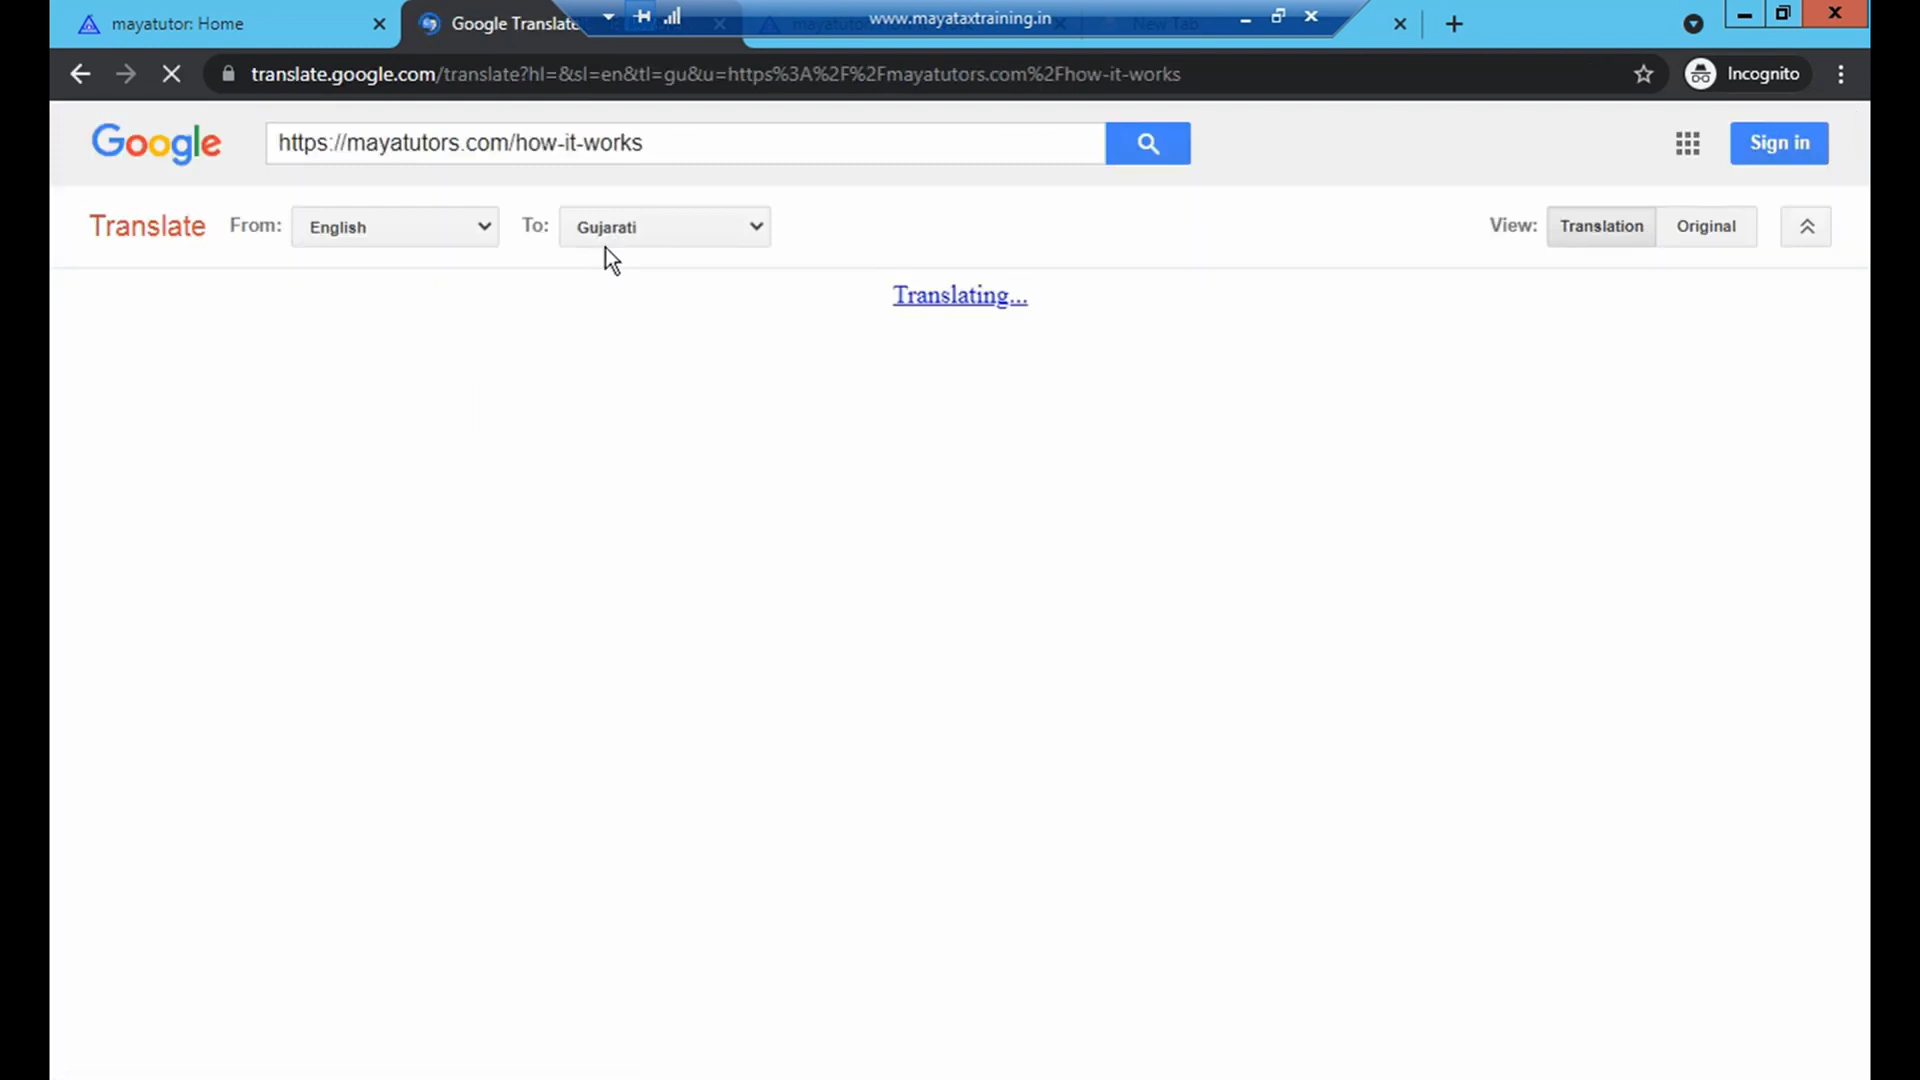 mayatutor: Home
Google Translate
www.mayataxtraining.in
New Tab
translate.google.com/translate?hl=&sl=en&tl=gu&u=https%3A%2F%2Fmayatutors.com%2Fhow-it-works
Incognito
Google
https://mayatutors.com/how-it-works
Sign in
Translate
From:
English
To:
Gujarati
View:
Translation
Original
Translating...